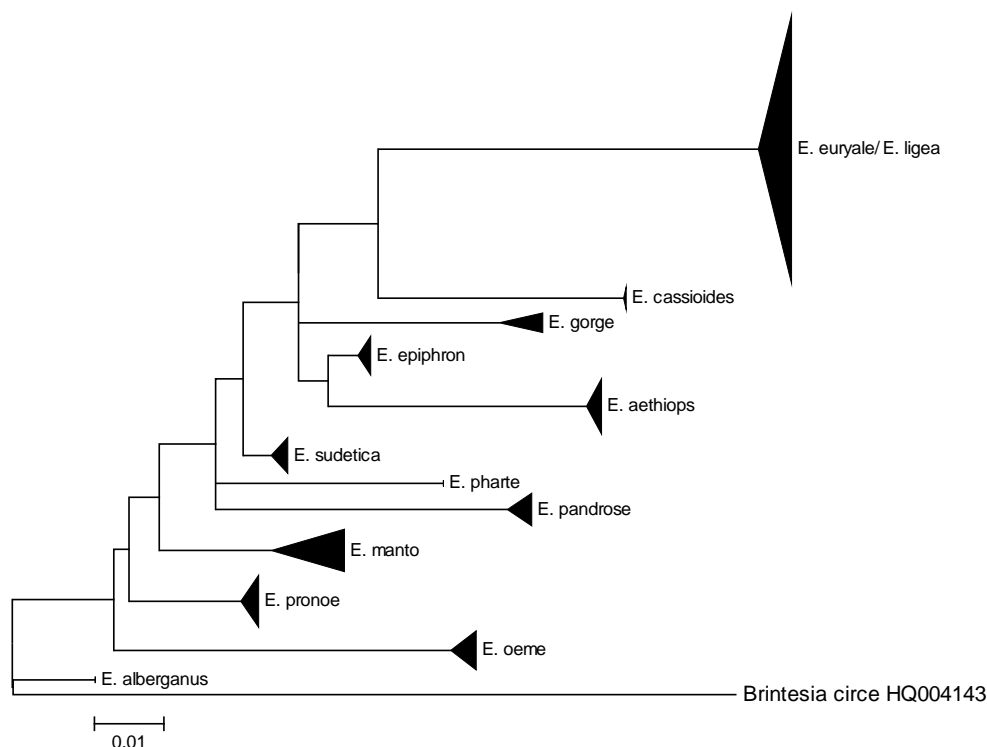 E. euryale/ E. ligea
E. cassioides
E. gorge
E. epiphron
E. aethiops
E. sudetica
E. pharte
E. pandrose
E. manto
E. pronoe
E. oeme
E. alberganus
Brintesia circe HQ004143
0.01